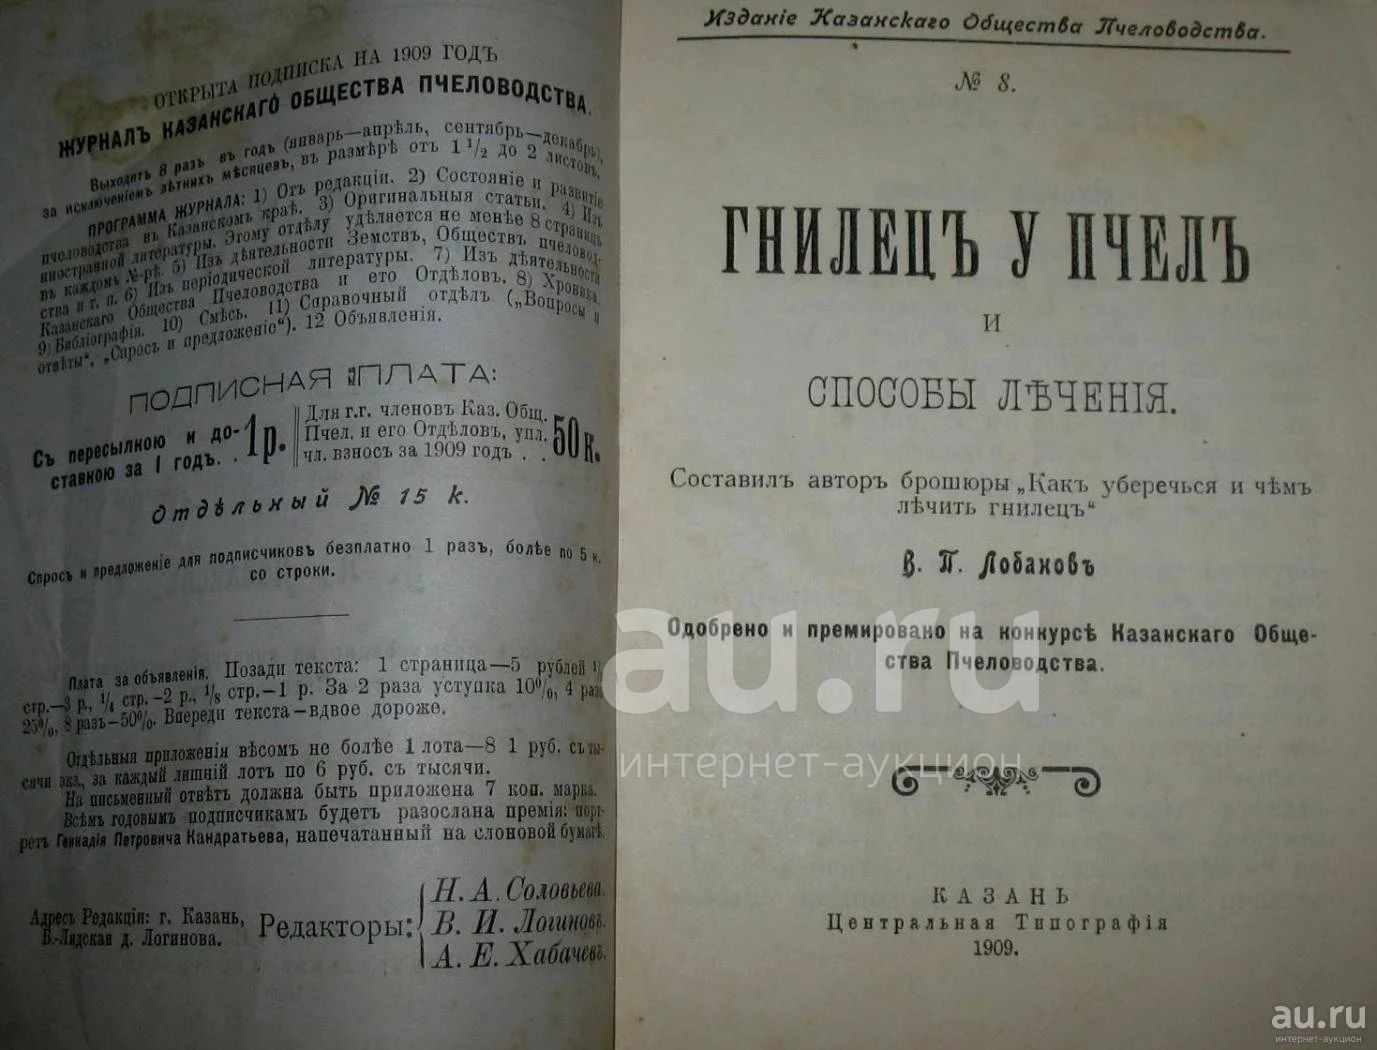 ОТКРЫТА ПОДПИСКА НА 1909 ГОДЪ
ЖУРНАЛЪ КАЗАНСКАГО ОБЩЕСТВА ПЧЕЛОВОДСТВА.
Выходитъ 8 разъ въ годъ (январь—апрѣль, сентябрь—декабрь),
за исключеніемъ лѣтнихъ мѣсяцевъ, въ размѣрѣ отъ 1 1/2 до 2 листовъ.
ПРОГРАММА ЖУРНАЛА: 1) Отъ редакціи. 2) Состояніе и развитіе
пчеловодства въ Казанскомъ краѣ. 3) Оригинальныя статьи. 4) Изъ
иностранной литературы. Этому отдѣлу удѣляется не менѣе 8 страницъ
въ каждомъ №-рѣ. 5) Изъ дѣятельности Земствъ, Обществъ пчеловод-
ства и т. п. 6) Изъ періодической литературы. 7) Изъ дѣятельности
Казанскаго Общества Пчеловодства и его Отдѣловъ. 8) Хроника.
9) Библіографія. 10) Смѣсь. 11) Справочный отдѣлъ („Вопросы и
отвѣты“, „Спросъ и предложеніе“). 12 Объявленія.
ПОДПИСНАЯ ПЛАТА:
Съ пересылкою и до-
ставкою за 1 годъ. . 1 р.
Для г.г. членовъ Каз. Общ.
Пчел. и его Отдѣловъ, упл.
чл. взносъ за 1909 годъ . . 50 к.
Отдѣльный № 15 к.
Спросъ и предложеніе для подписчиковъ безплатно 1 разъ, болѣе по 5 к.
со строки.
Плата за объявленія. Позади текста: 1 страница—5 рублей 1/
стр.—3 р., 1/4 стр.-2 р., 1/8 стр.—1 р. За 2 раза уступка 10%, 4 раз
25%, 8 разъ—50%. Впереди текста—вдвое дороже.
Отдѣльныя приложенія вѣсомъ не болѣе 1 лота—8 1 руб. съ ты-
сячи экз., за каждый лишній лотъ по 6 руб. съ тысячи.
На письменный отвѣтъ должна быть приложена 7 коп. марка.
Всѣмъ годовымъ подписчикамъ будетъ разослана премія: порт-
ретъ Геннадія Петровича Кандратьева, напечатанный на слоновой бумагѣ.
Адресъ Редакціи: г. Казань,
Б.-Лядская д. Логинова.
Редакторы:
Н. А. Соловьева.
В. И. Логиновъ.
А. Е. Хабачевъ.
Изданіе Казанскаго Общества Пчеловодства.
№ 8.
ГНИЛЕЦЪ У ПЧЕЛЪ
И
СПОСОБЫ ЛѢЧЕНІЯ.
Составилъ авторъ брошюры „Какъ уберечься и чѣмъ
лѣчить гнилецъ“
В. П. Лобановъ
Одобрено и премировано на конкурсѣ Казанскаго Обще-
ства Пчеловодства.
КАЗАНЬ
Центральная Типографія
1909.
au.ru
интернет-аукцион
au.ru
интернет-аукцион